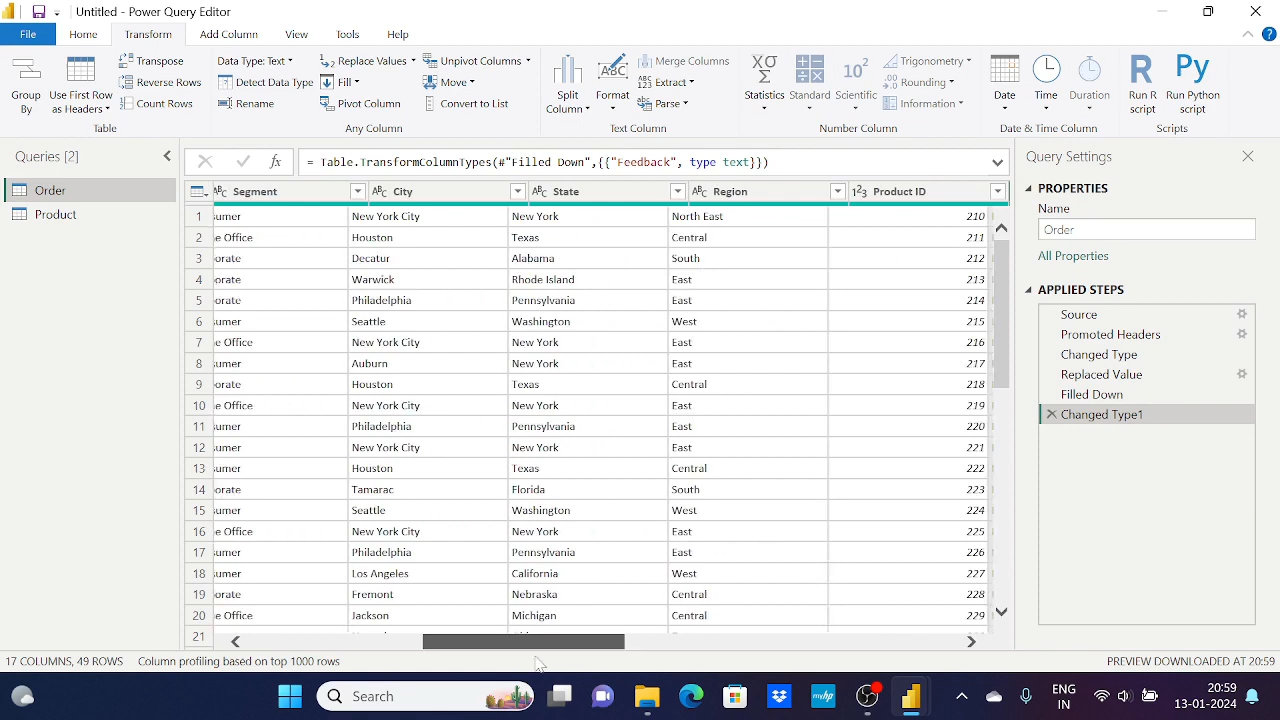 Untitled - Power Query Editor
File Home Transform Add Column View Tools Help
Group By
Use First Row as Headers
Transpose
Reverse Rows
Count Rows
Table
Data Type: Text
Detect Data Type
Rename
Replace Values
Fill
Pivot Column
Unpivot Columns
Move
Convert to List
Any Column
Split Column
Format
Merge Columns
Extract
Parse
Text Column
Statistics
Standard
Scientific
Trigonometry
Rounding
Information
Number Column
Date
Time
Duration
Date & Time Column
Run R script
Run Python script
Scripts
Queries [2]
Order
Product
= Table.TransformColumnTypes(#"Filled Down",{{"Feedback", type text}})
Segment City State Region Product ID
1 sumer New York City New York North East 210
2 e Office Houston Texas Central 211
3 orate Decatur Alabama South 212
4 orate Warwick Rhode Island East 213
5 orate Philadelphia Pennsylvania East 214
6 sumer Seattle Washington West 215
7 e Office New York City New York East 216
8 sumer Auburn New York East 217
9 orate Houston Texas Central 218
10 e Office New York City New York East 219
11 sumer Philadelphia Pennsylvania East 220
12 sumer New York City New York East 221
13 sumer Houston Texas Central 222
14 orate Tamarac Florida South 223
15 sumer Seattle Washington West 224
16 e Office New York City New York East 225
17 sumer Philadelphia Pennsylvania East 226
18 sumer Los Angeles California West 227
19 orate Fremont Nebraska Central 228
20 e Office Jackson Michigan Central 229
21
Query Settings
PROPERTIES
Name
Order
All Properties
APPLIED STEPS
Source
Promoted Headers
Changed Type
Replaced Value
Filled Down
Changed Type1
17 COLUMNS, 49 ROWS Column profiling based on top 1000 rows PREVIEW DOWNLOADED AT 20:59
Search
ENG IN
20:59
13-01-2024